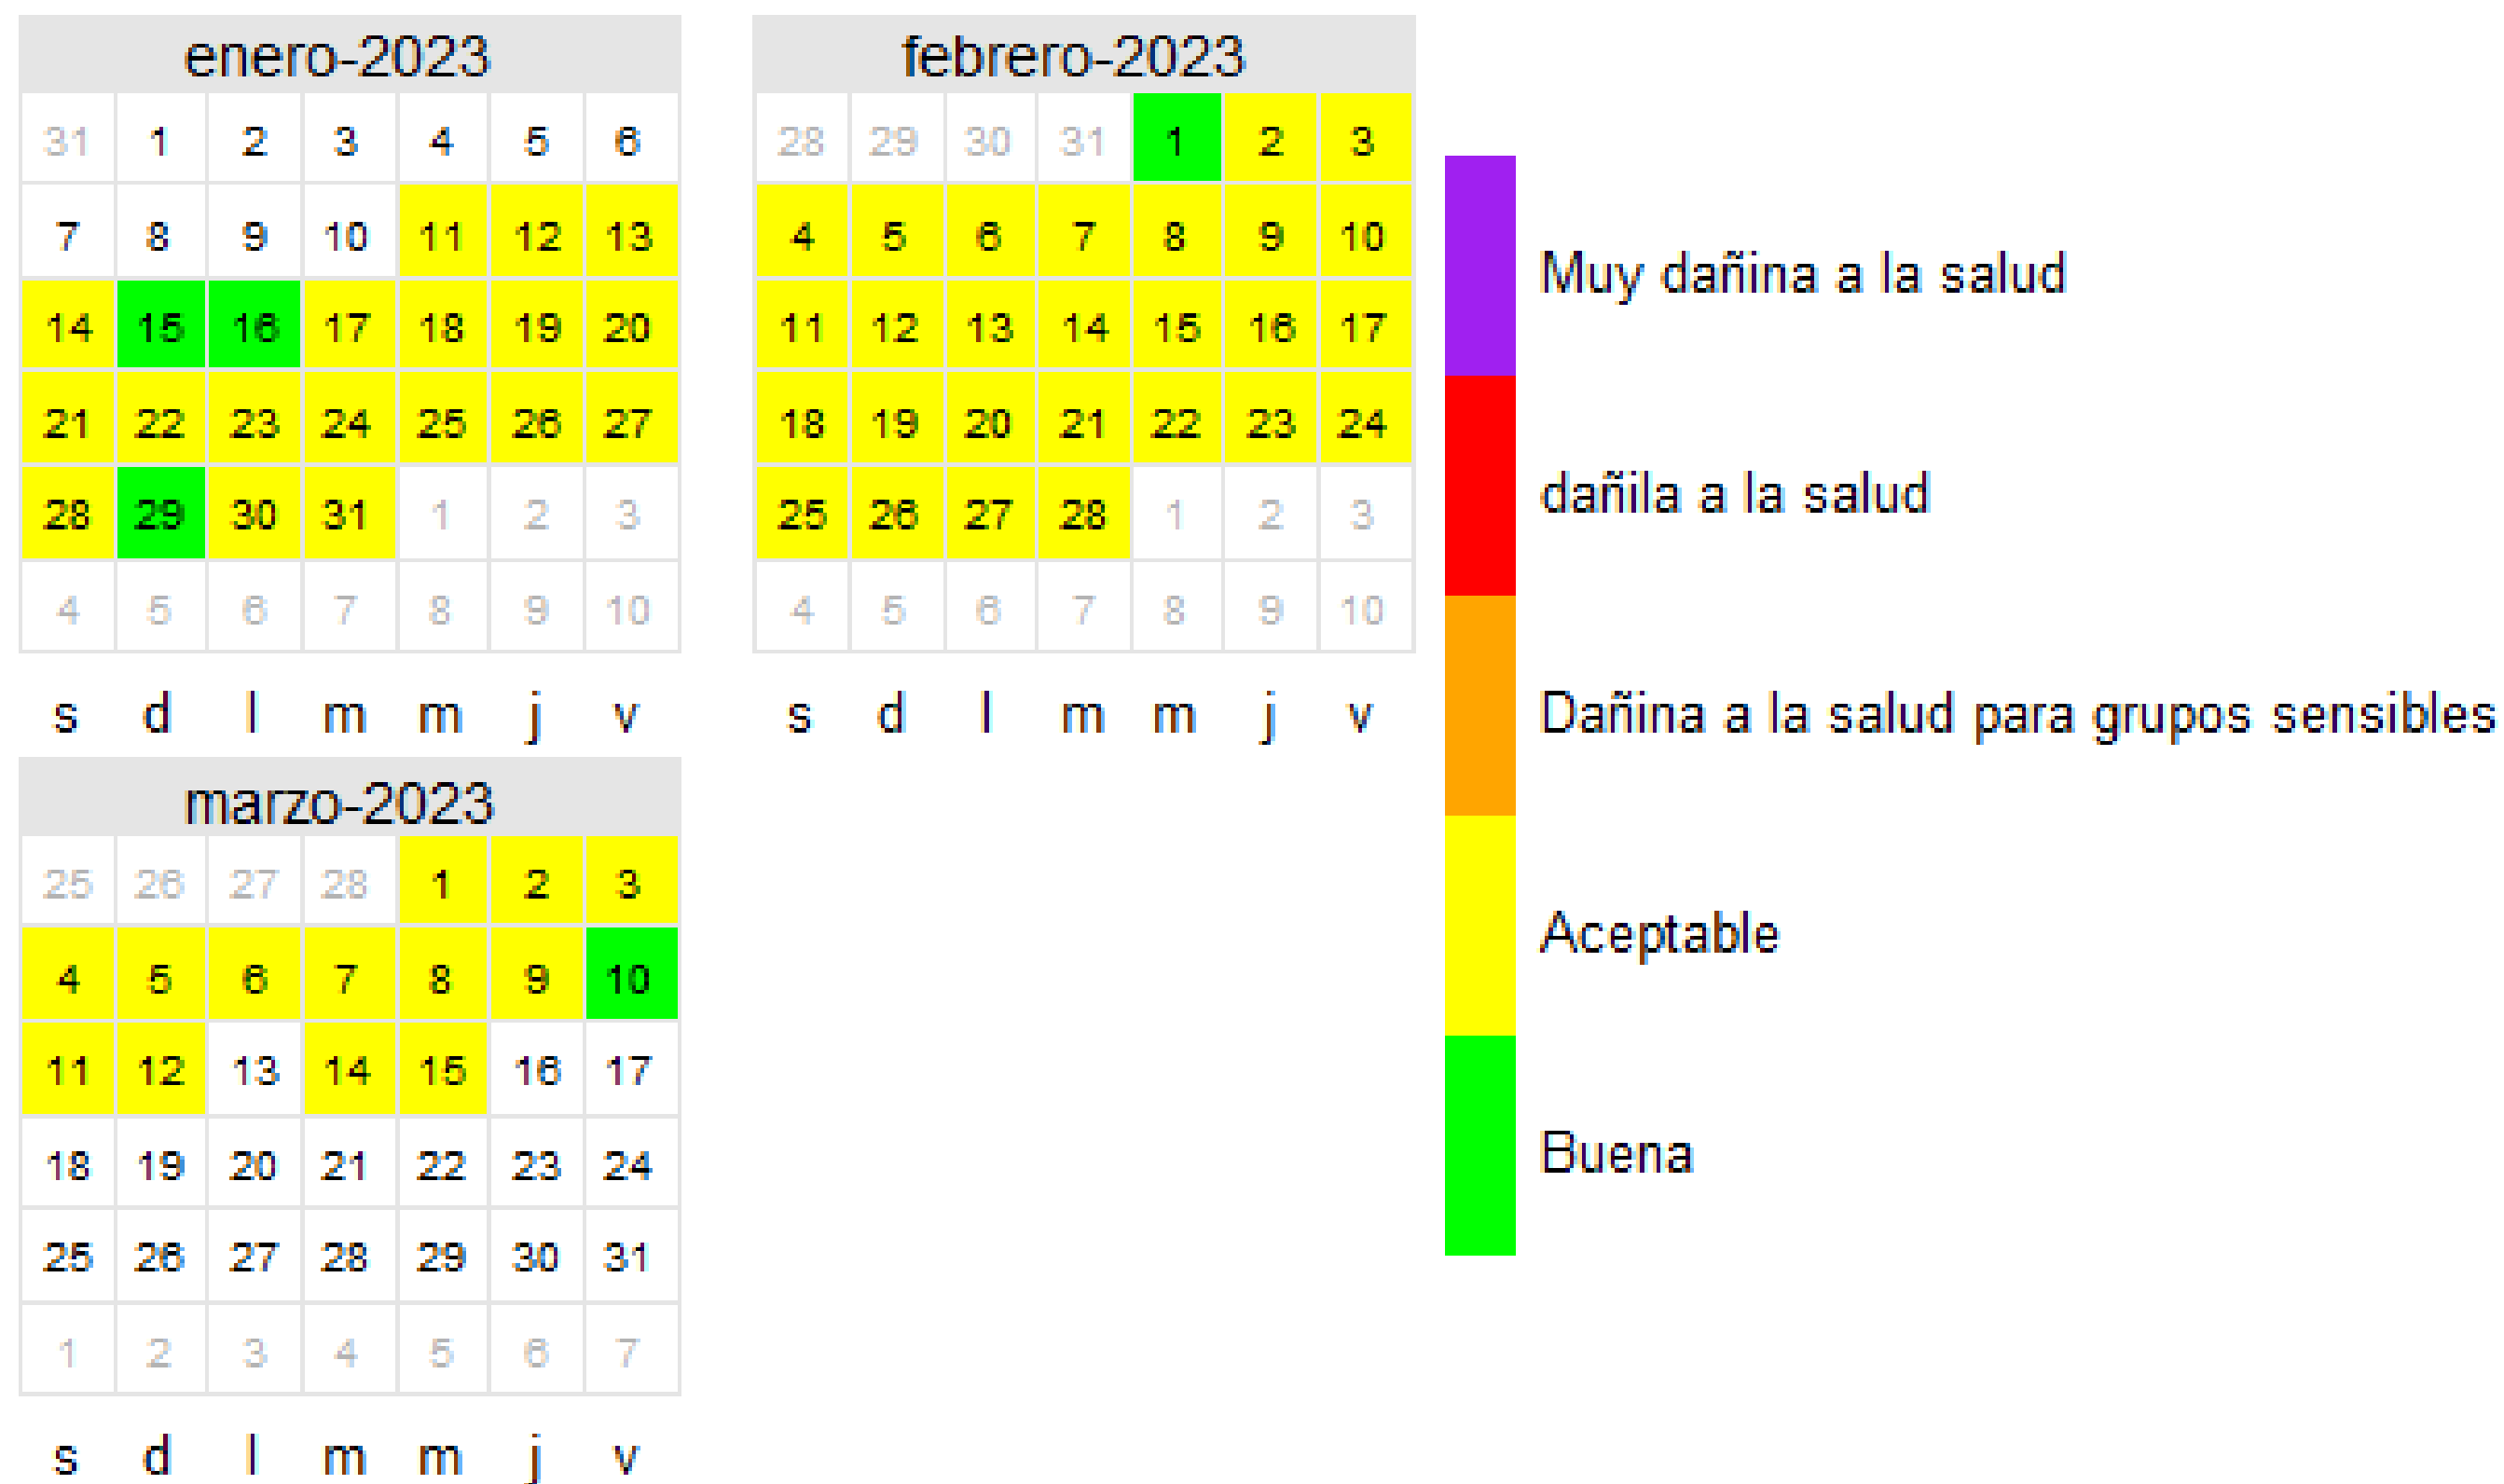 enero-2023
31 1 2 3 4 5 6
7 8 9 10 11 12 13
14 15 16 17 18 19 20
21 22 23 24 25 26 27
28 29 30 31 1 2 3
4 5 6 7 8 9 10
s d l m m j v
febrero-2023
28 29 30 31 1 2 3
4 5 6 7 8 9 10
11 12 13 14 15 16 17
18 19 20 21 22 23 24
25 26 27 28 1 2 3
4 5 6 7 8 9 10
s d l m m j v
marzo-2023
25 26 27 28 1 2 3
4 5 6 7 8 9 10
11 12 13 14 15 16 17
18 19 20 21 22 23 24
25 26 27 28 29 30 31
1 2 3 4 5 6 7
s d l m m j v
Muy dañina a la salud
dañila a la salud
Dañina a la salud para grupos sensibles
Aceptable
Buena